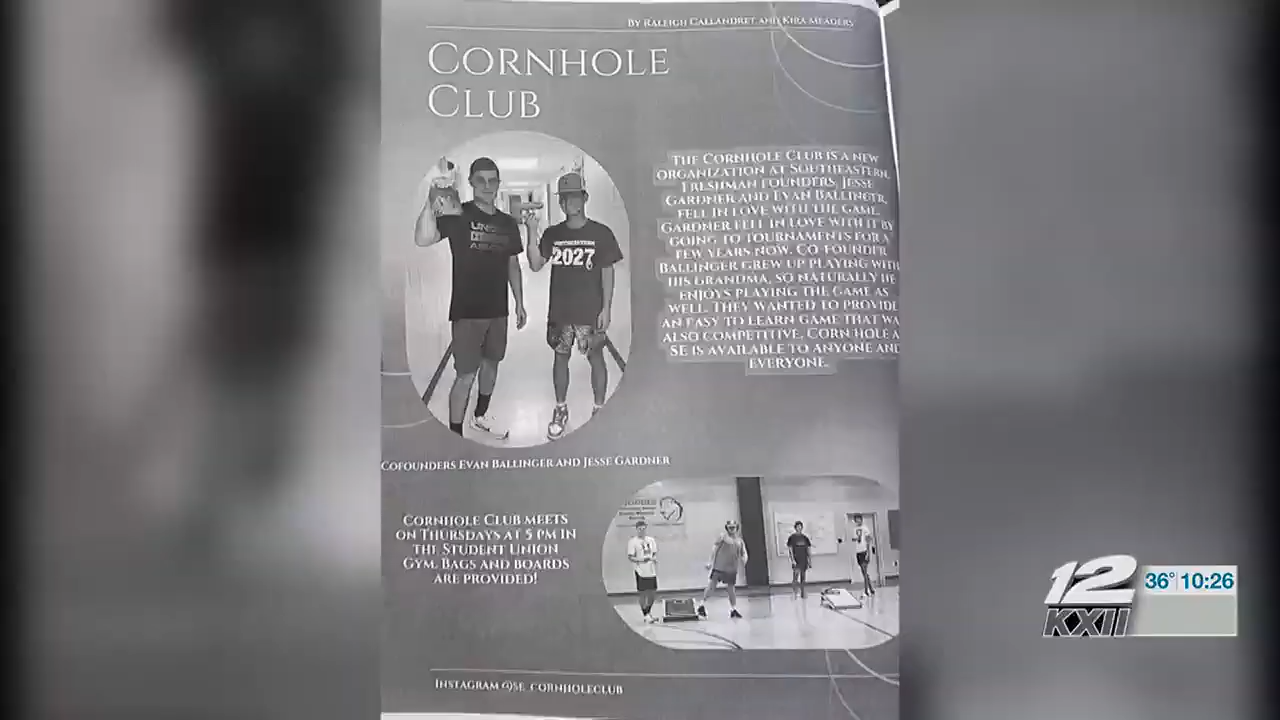 By Raleigh Gallandret and Kira Meaders
Cornhole
Club
The Cornhole Club is a new
organization at Southeastern.
Freshman founders, Jesse
Gardner and Evan Ballinger,
fell in love with the game.
Gardner fell in love with it by
going to tournaments for a
few years now. Co founder
Ballinger grew up playing with
his grandma, so naturally he
enjoys playing the game as
well. They wanted to provide
an easy to learn game that wa
also competitive. Corn hole a
SE is available to anyone and
everyone.
2027
Cofounders Evan Ballinger and Jesse Gardner
Cornhole Club meets
on Thursdays at 5 pm in
the Student Union
Gym. Bags and boards
are provided!
Instagram @se_cornholeclub
12
KXII
36° 10:26